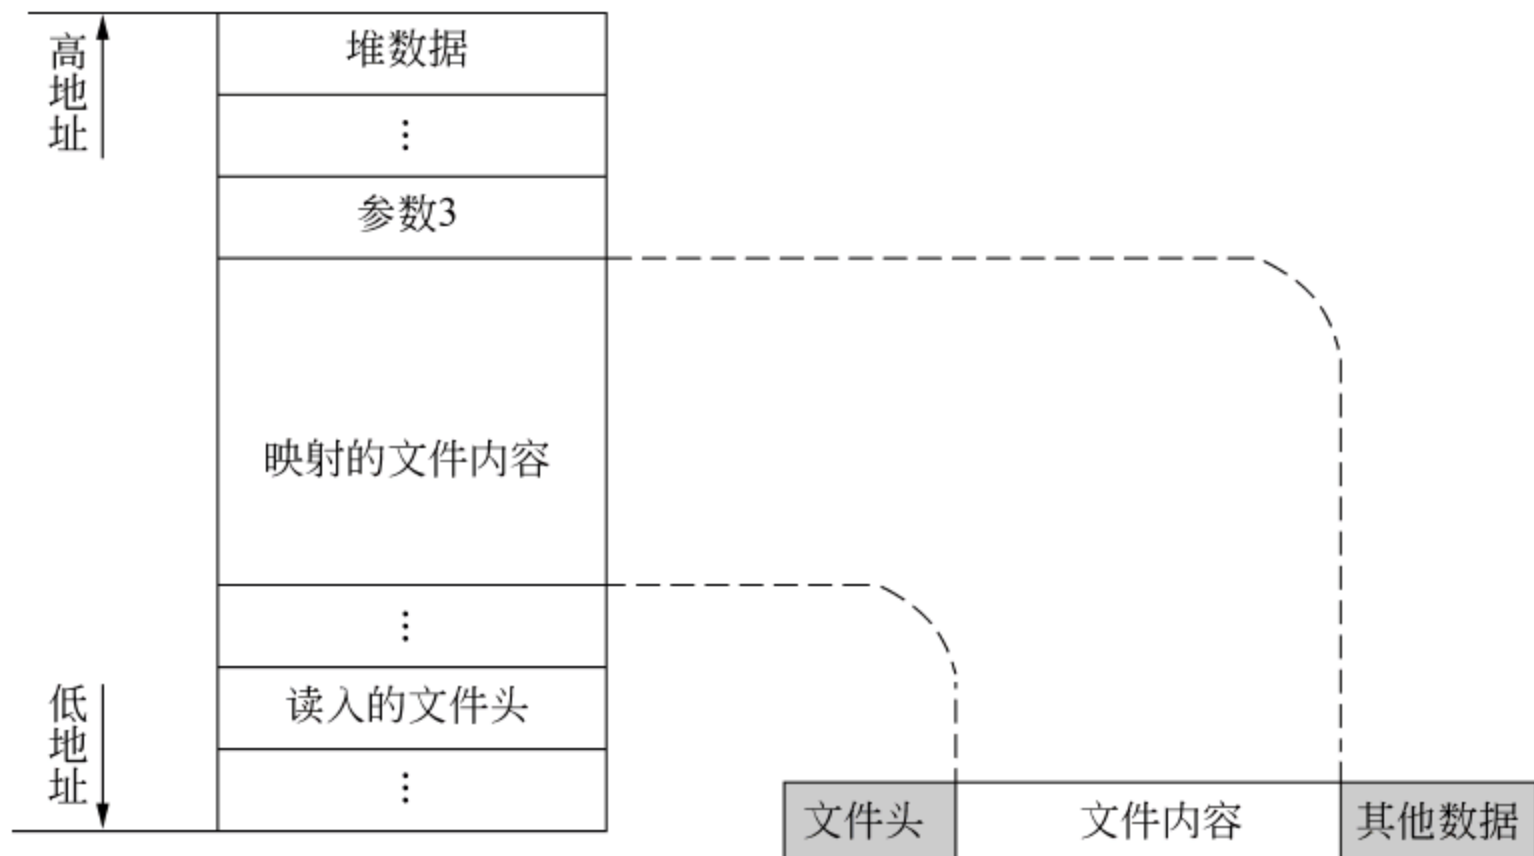 高地址
堆数据
⋮
参数3
映射的文件内容
⋮
低地址
读入的文件头
⋮
文件头
文件内容
其他数据